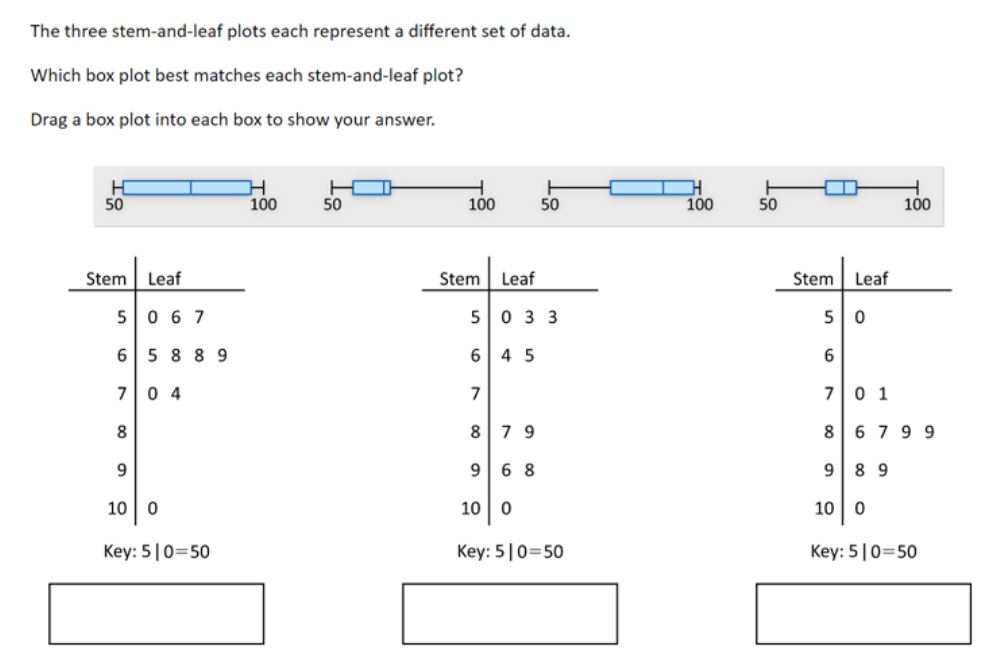 The three stem-and-leaf plots each represent a different set of data.
Which box plot best matches each stem-and-leaf plot?
Drag a box plot into each box to show your answer.
50 100 50 100 50 100 50 100
Stem Leaf
5 0 6 7
6 5 8 8 9
7 0 4
8
9
10 0
Key: 5|0=50
Stem Leaf
5 0 3 3
6 4 5
7
8 7 9
9 6 8
10 0
Key: 5|0=50
Stem Leaf
5 0
6
7 0 1
8 6 7 9 9
9 8 9
10 0
Key: 5|0=50